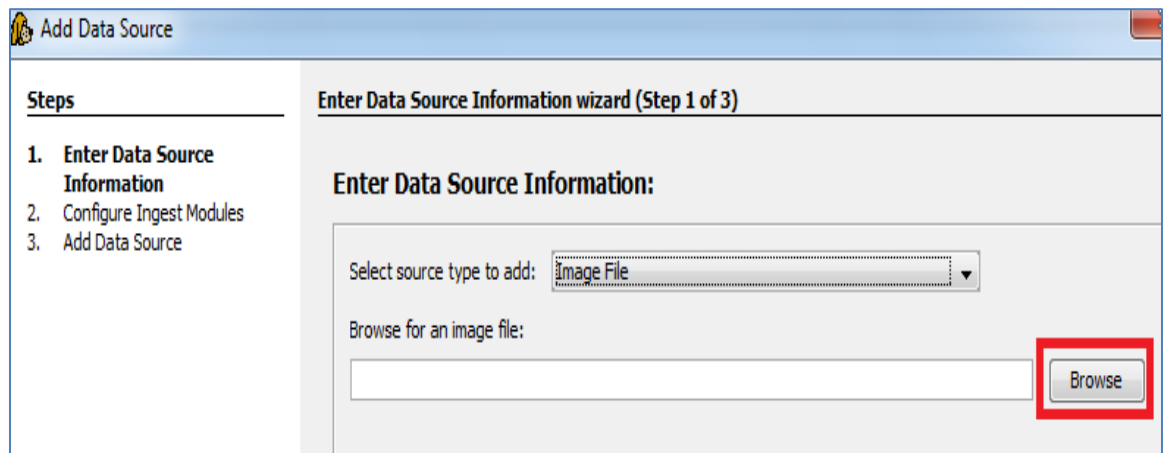 Add Data Source
Steps
1. Enter Data Source
Information
2. Configure Ingest Modules
3. Add Data Source
Enter Data Source Information wizard (Step 1 of 3)
Enter Data Source Information:
Select source type to add: Image File
Browse for an image file:
Browse